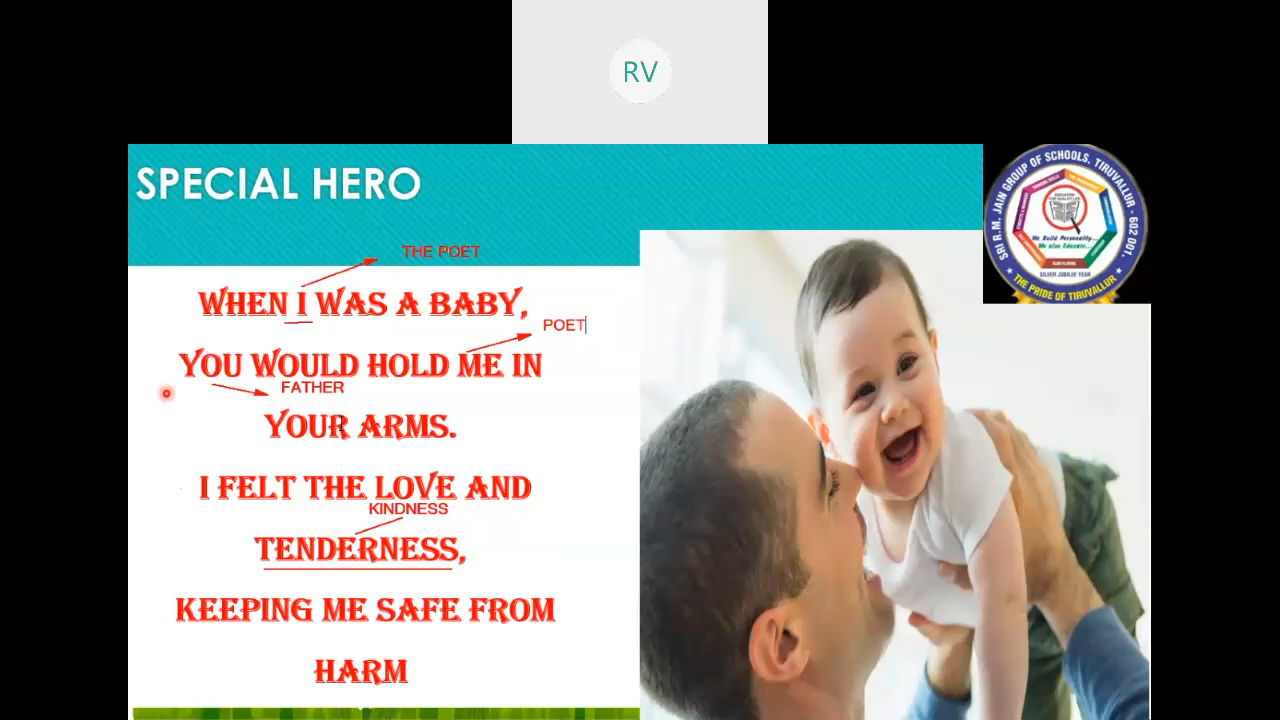 RV
SPECIAL HERO
THE POET
WHEN I WAS A BABY,
POET
YOU WOULD HOLD ME IN
FATHER
YOUR ARMS.
I FELT THE LOVE AND
KINDNESS
TENDERNESS,
KEEPING ME SAFE FROM
HARM
SRI R.M. JAIN GROUP OF SCHOOLS, TIRUVALLUR - 602 001.
We Build Personality...
We also Educate...
SILVER JUBILEE YEAR
THE PRIDE OF TIRUVALLUR